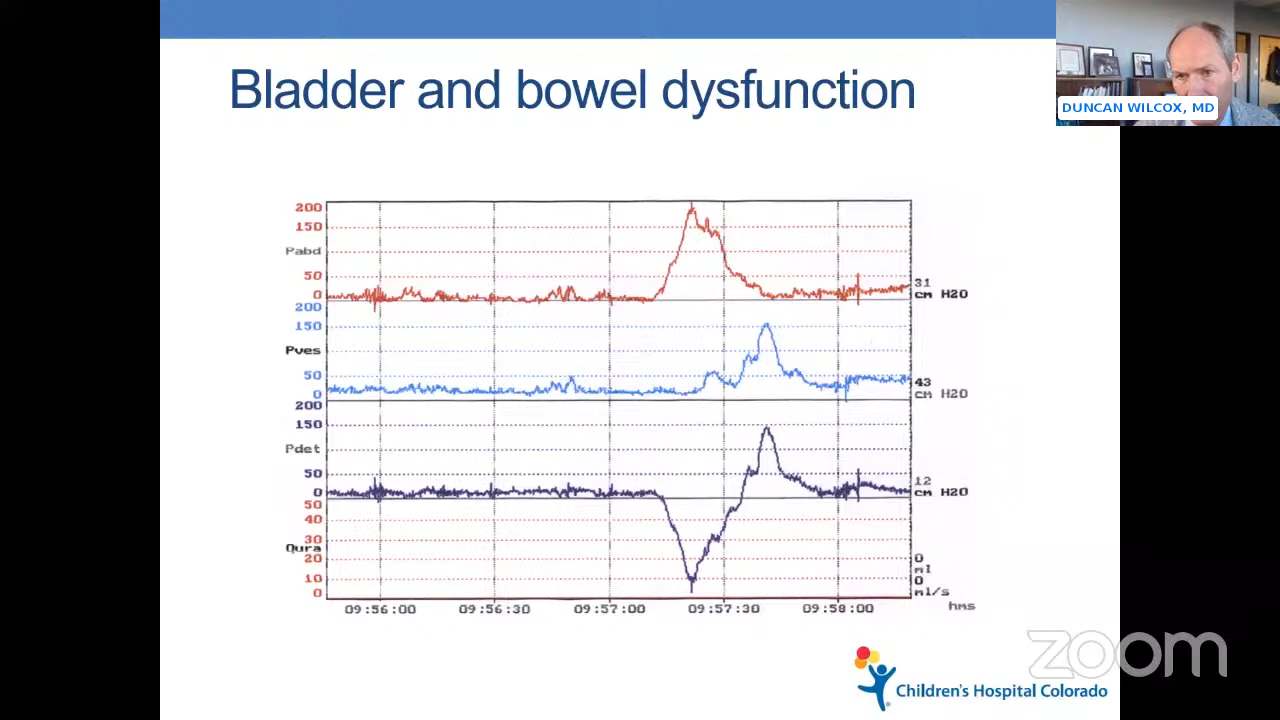 Bladder and bowel dysfunction
DUNCAN WILCOX, MD
200
150
Pabd
50
0
31
cm H2O
200
150
Pves
50
0
43
cm H2O
200
150
Pdet
50
0
12
cm H2O
50
40
30
Qura
20
10
0
0
ml
0
ml/s
09:56:00 09:56:30 09:57:00 09:57:30 09:58:00 hms
zoom
Children's Hospital Colorado